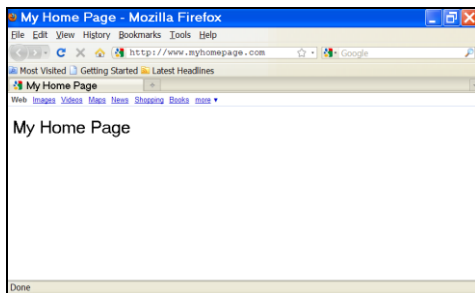 My Home Page - Mozilla Firefox
File Edit View History Bookmarks Tools Help
http://www.myhomepage.com Google
Most Visited Getting Started Latest Headlines
My Home Page
Web Images Videos Maps News Shopping Books more ▼
My Home Page
Done